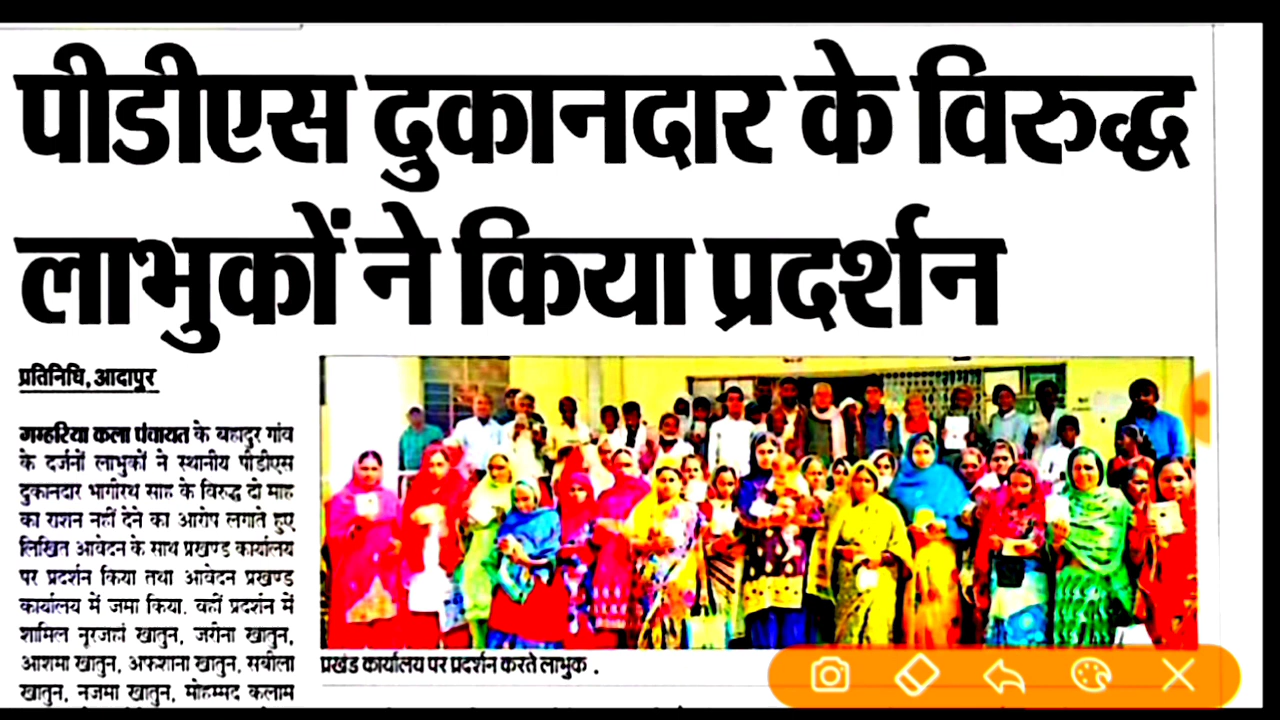 पीडीएस दुकानदार के विरुद्ध
लाभुकों ने किया प्रदर्शन
प्रतिनिधि, आदापुर
गम्हरिया कला पंचायत के बहादुर गांव
के दर्जनों लाभुकों ने स्थानीय पीडीएस
दुकानदार भागीरथ साह के विरुद्ध दो माह
का राशन नहीं देने का आरोप लगाते हुए
लिखित आवेदन के साथ प्रखण्ड कार्यालय
पर प्रदर्शन किया तथा आवेदन प्रखण्ड
कार्यालय में जमा किया. वहीं प्रदर्शन में
शामिल नूरजहां खातुन, जरीना खातुन,
आशमा खातुन, अफशाना खातुन, सबीला
खातुन, नजमा खातुन, मोहम्मद कलाम
प्रखंड कार्यालय पर प्रदर्शन करते लाभुक .